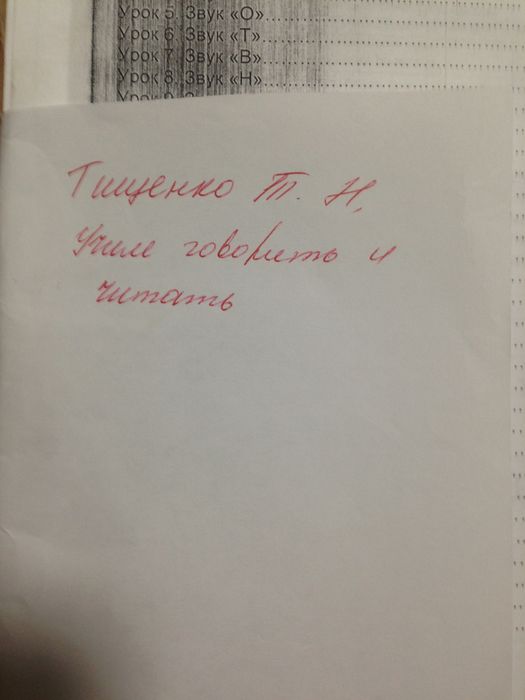 Урок 5. Звук «О»
Урок 6. Звук «Т»
Урок 7. Звук «В»
Урок 8. Звук «Н»
Тищенко Т. Н,
Учим говорить и
читать